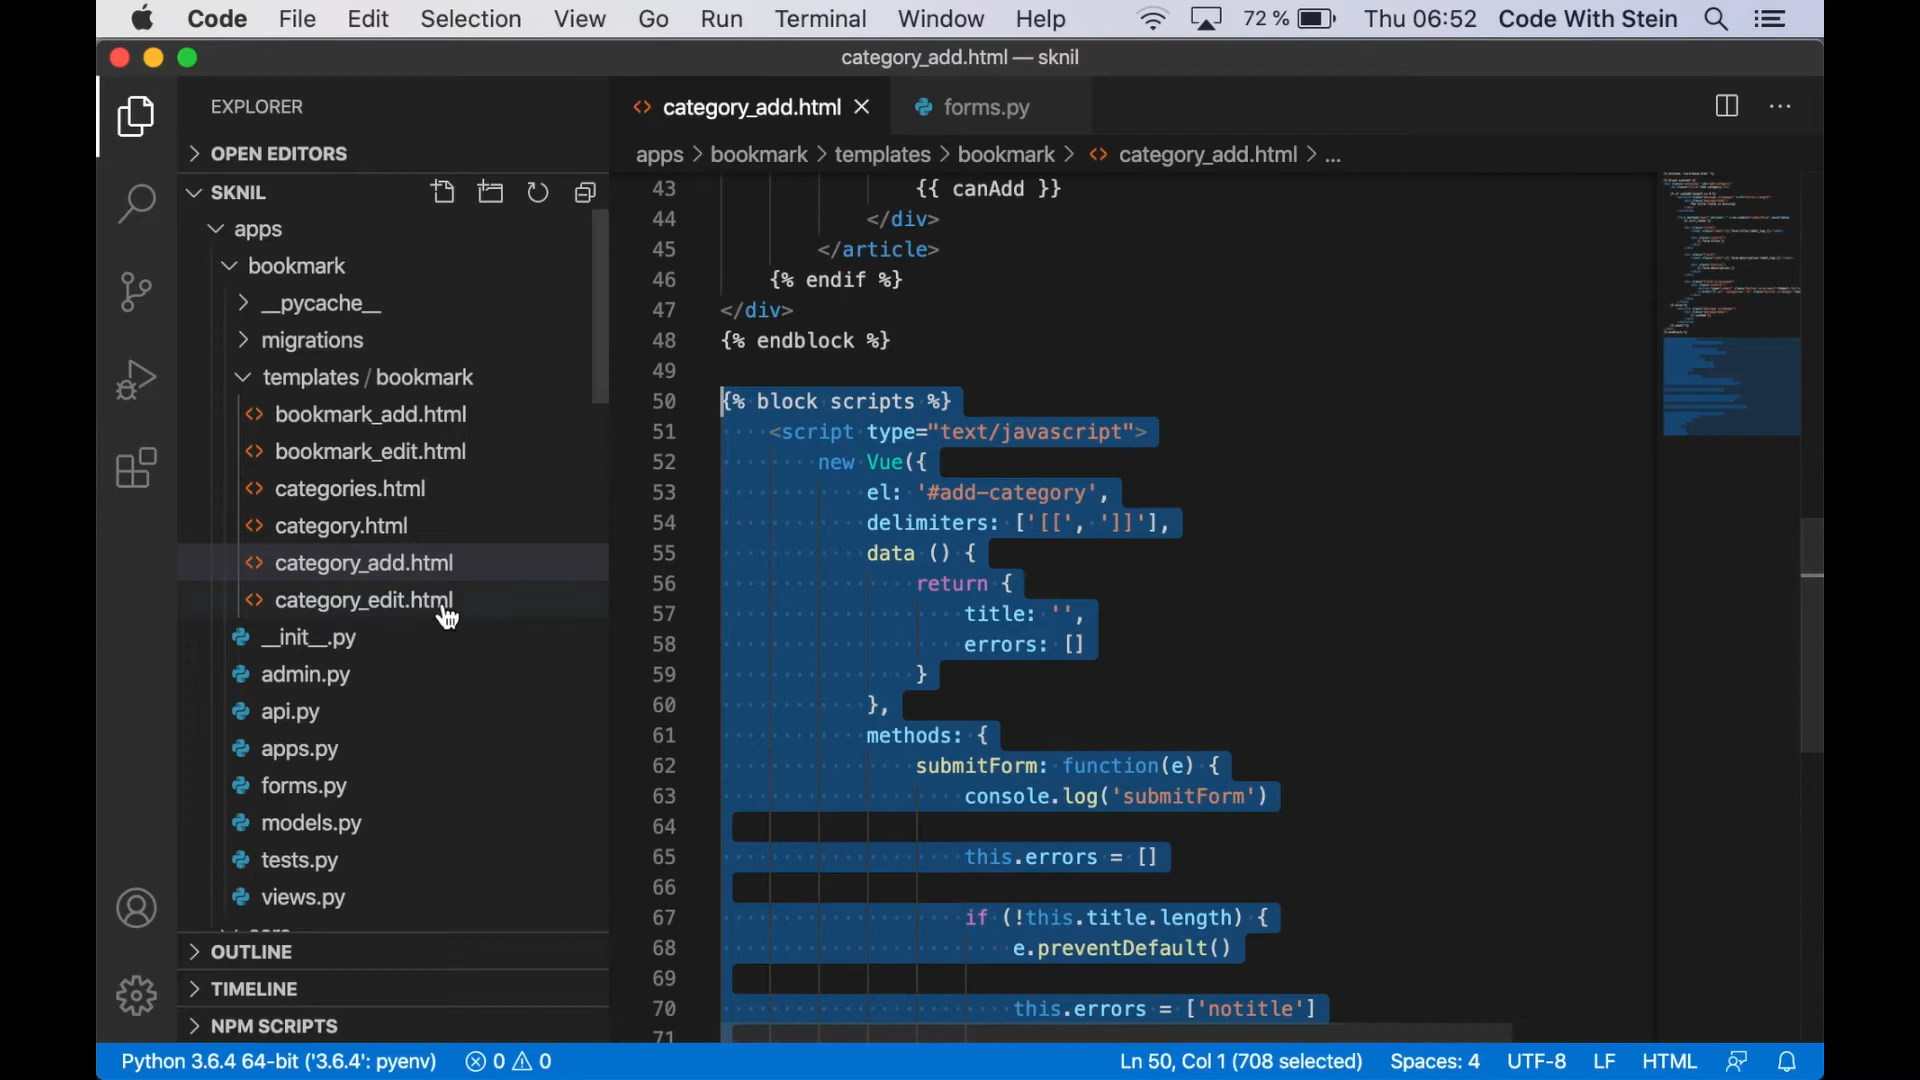 Code File Edit Selection View Go Run Terminal Window Help 72 % Thu 06:52 Code With Stein
category_add.html — sknil
EXPLORER
OPEN EDITORS
SKNIL
apps
bookmark
__pycache__
migrations
templates / bookmark
bookmark_add.html
bookmark_edit.html
categories.html
category.html
category_add.html
category_edit.html
__init__.py
admin.py
api.py
apps.py
forms.py
models.py
tests.py
views.py
OUTLINE
TIMELINE
NPM SCRIPTS
category_add.html forms.py
apps > bookmark > templates > bookmark > category_add.html > ...
43 {{ canAdd }}
44 </div>
45 </article>
46 {% endif %}
47 </div>
48 {% endblock %}
49
50 {% block scripts %}
51 <script type="text/javascript">
52 new Vue({
53 el: '#add-category',
54 delimiters: ['[[', ']]'],
55 data () {
56 return {
57 title: '',
58 errors: []
59 }
60 },
61 methods: {
62 submitForm: function(e) {
63 console.log('submitForm')
64
65 this.errors = []
66
67 if (!this.title.length) {
68 e.preventDefault()
69
70 this.errors = ['notitle']
71
Python 3.6.4 64-bit ('3.6.4': pyenv) 0 0 Ln 50, Col 1 (708 selected) Spaces: 4 UTF-8 LF HTML